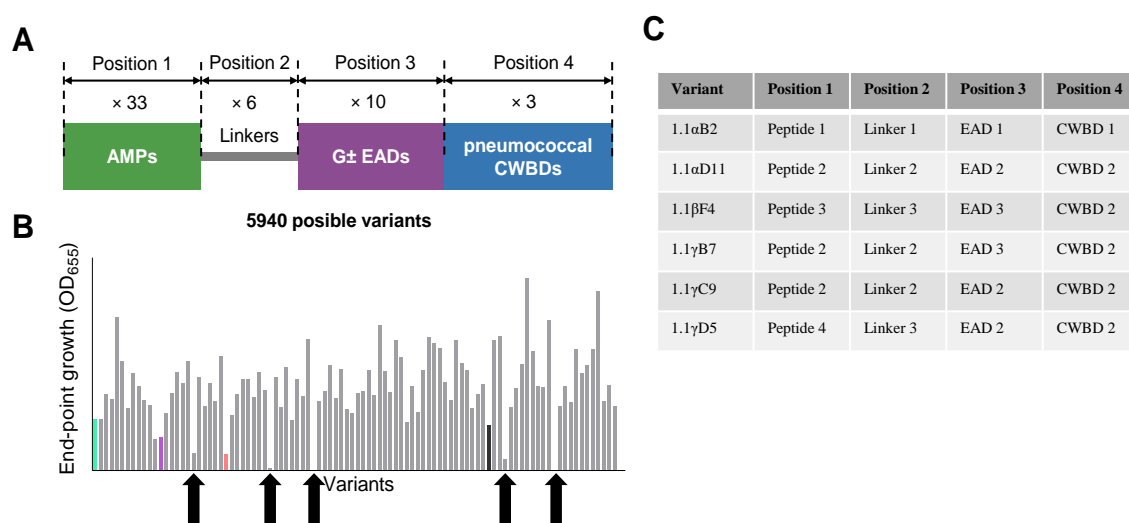 A
Position 1 Position 2 Position 3 Position 4
× 33 × 6 × 10 × 3
AMPs Linkers G± EADs pneumococcal
CWBDs
5940 posible variants
B
End-point growth (OD655)
Variants
C
Variant Position 1 Position 2 Position 3 Position 4
1.1αB2 Peptide 1 Linker 1 EAD 1 CWBD 1
1.1αD11 Peptide 2 Linker 2 EAD 2 CWBD 2
1.1βF4 Peptide 3 Linker 3 EAD 3 CWBD 2
1.1γB7 Peptide 2 Linker 2 EAD 3 CWBD 2
1.1γC9 Peptide 2 Linker 2 EAD 2 CWBD 2
1.1γD5 Peptide 4 Linker 3 EAD 2 CWBD 2